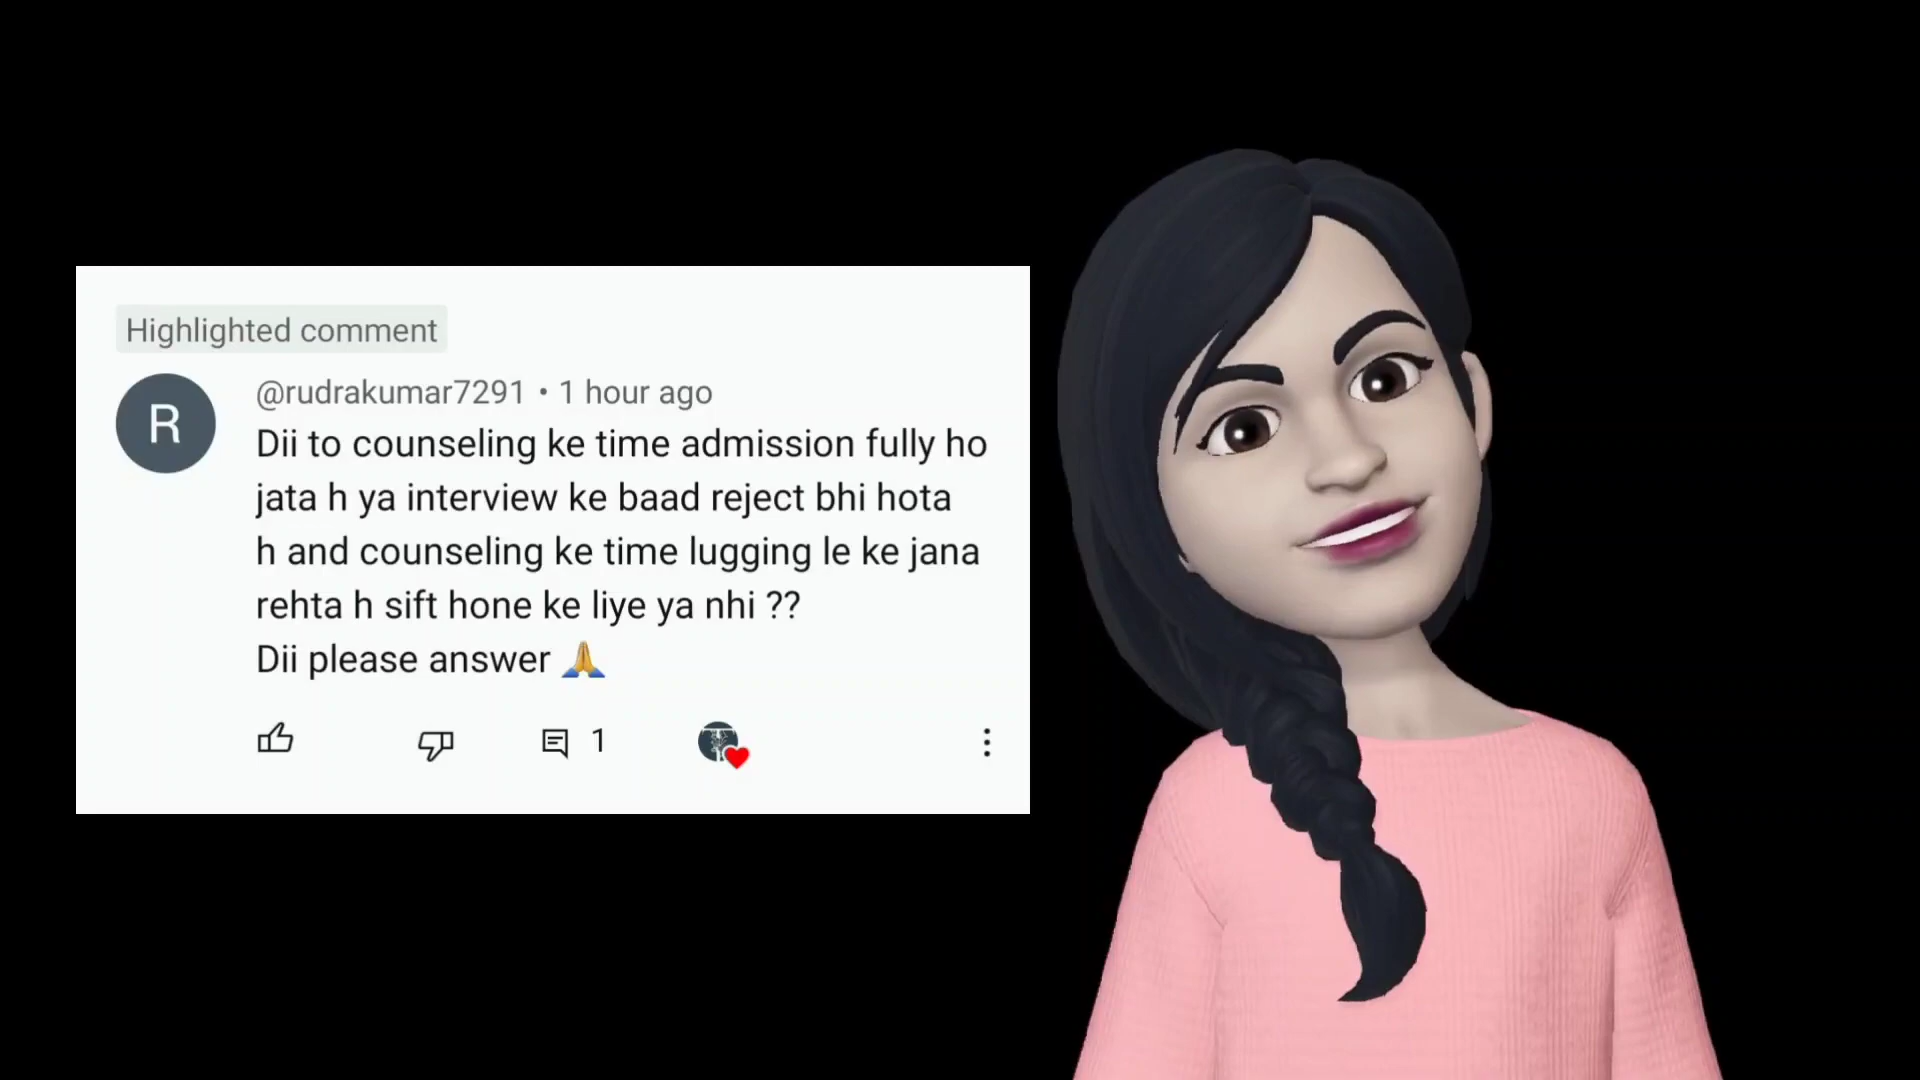 Highlighted comment
R
@rudrakumar7291 • 1 hour ago
Dii to counseling ke time admission fully ho
jata h ya interview ke baad reject bhi hota
h and counseling ke time lugging le ke jana
rehta h sift hone ke liye ya nhi ??
Dii please answer 🙏
1